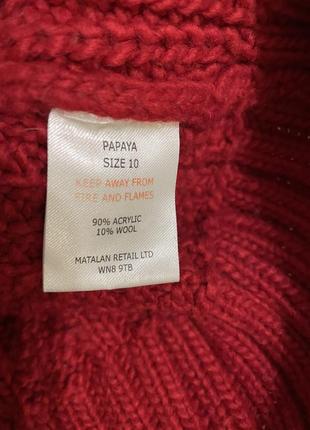 PAPAYA
SIZE 10
KEEP AWAY FROM
FIRE AND FLAMES
90% ACRYLIC
10% WOOL
MATALAN RETAIL LTD
WN8 9TB